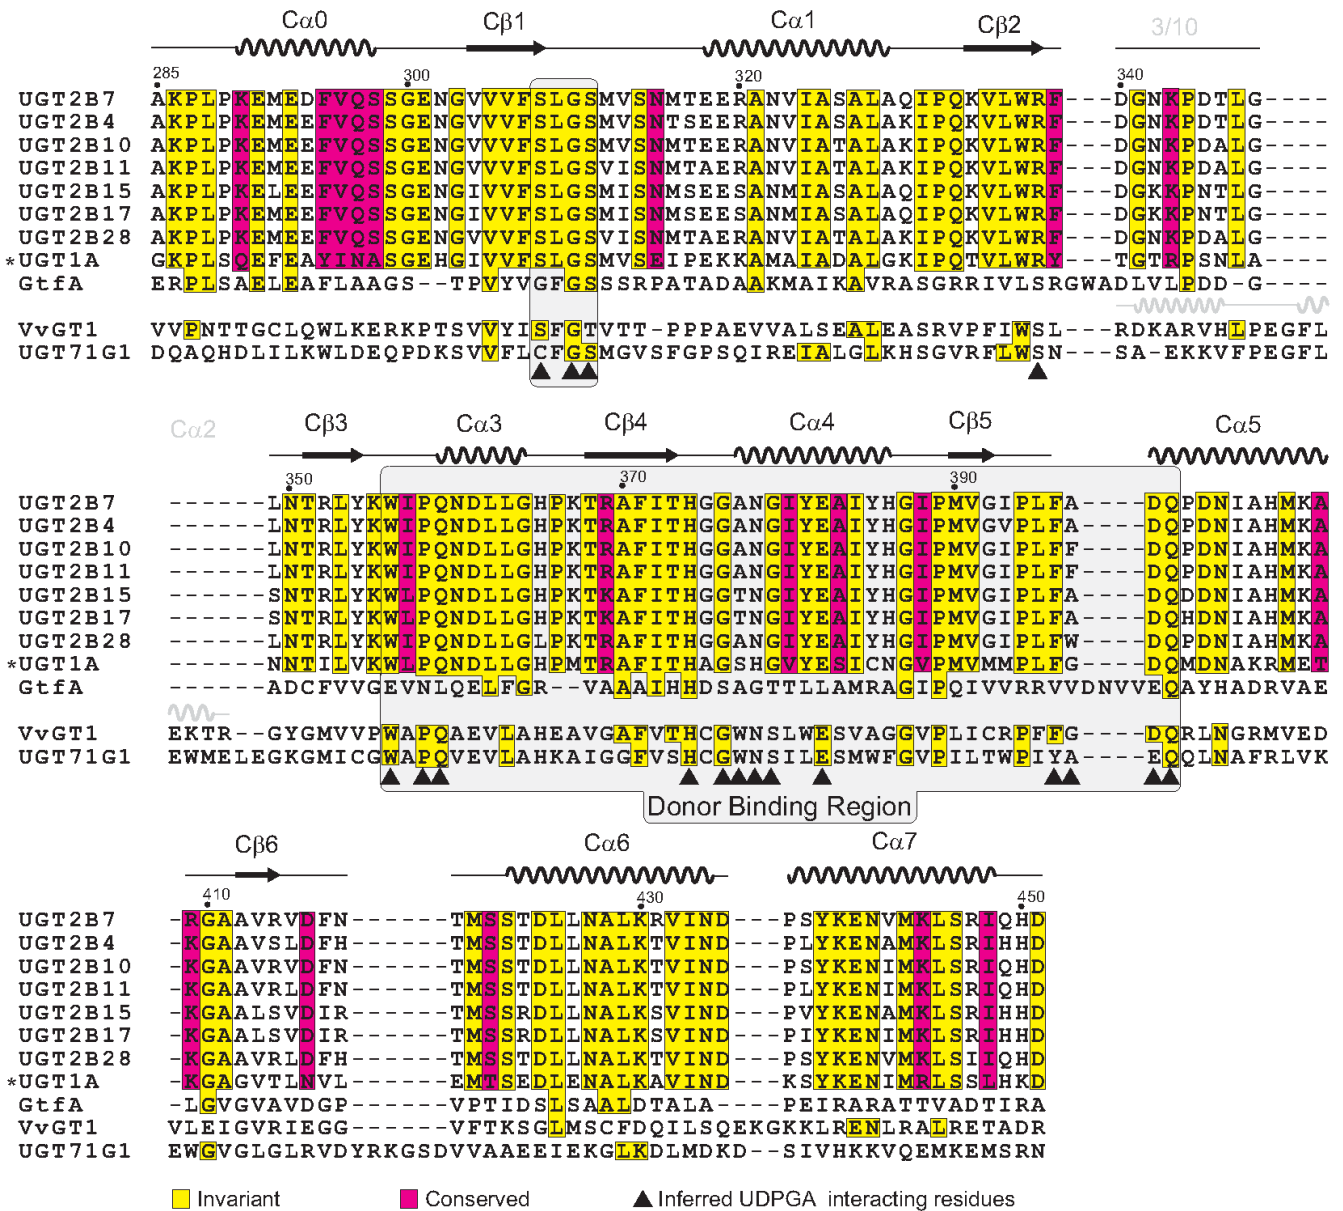 Cα0 Cβ1 Cα1 Cβ2 3/10
285 300 320 340
UGT2B7 AKPLPKEMEDFVQSSGENGVVVFSLGSMVSNMTEERANVIASALAQIPQKVLWRF---DGNKPDTLG----
UGT2B4 AKPLPKEMEEFVQSSGENGVVVFSLGSMVSNTSEERANVIASALAKIPQKVLWRF---DGNKPDTLG----
UGT2B10 AKPLPKEMEEFVQSSGENGVVVFSLGSMVSNMTEERANVIATALAKIPQKVLWRF---DGNKPDALG----
UGT2B11 AKPLPKEMEEFVQSSGENGVVVFSLGSMISNMTAERANVIATALAKIPQKVLWRF---DGNKPDALG----
UGT2B15 AKPLPKELEEFVQSSGENGIVVFSLGSMISNMSEESANMIASALAQIPQKVLWRF---DGKKPNTLG----
UGT2B17 AKPLPKEMEEFVQSSGENGIVVFSLGSMISNMSEESANMIASALAQIPQKVLWRF---DGKKPNTLG----
UGT2B28 AKPLPKEMEEFVQSSGENGVVVFSLGSVISNMTAERANVIATALAKIPQKVLWRF---DGNKPDALG----
*UGT1A GKPLSQEFEAYINASGEHGIVVFSLGSMVSEIPEKKAMAIADALGKIPQTVLWRY---TGTRPSNLA----
GtfA ERPLSAELEAFLAAGS--TPVYVGFGSSSRPATADAAKMAIKAVRASGRRIVLSRGWADLVLPDD-G----
VvGT1 VVPNTTGCLQWLKERKPTSVVYISFGTVTT-PPPAEVVALSEALEASRVPFIWSL---RDKARVHLPEGFL
UGT71G1 DQAQHDLILKWLDEQPDKSVVFLCFGSMGVSFGPSQIREIALGLKHSGVRFLWSN---SA-EKKVFPEGFL
Cα2 Cβ3 Cα3 Cβ4 Cα4 Cβ5 Cα5
350 370 390
UGT2B7 ------LNTRLYKWIPQNDLLGHPKTRAFITHGGANGIYEAIYHGIPMVGIPLFA----DQPDNIAHMKA
UGT2B4 ------LNTRLYKWIPQNDLLGHPKTRAFITHGGANGIYEAIYHGIPMVGVPLFA----DQPDNIAHMKA
UGT2B10 ------LNTRLYKWIPQNDLLGHPKTRAFITHGGANGIYEAIYHGIPMVGIPLFF----DQPDNIAHMKA
UGT2B11 ------LNTRLYKWIPQNDLLGHPKTRAFITHGGANGIYEAIYHGIPMVGIPLFF----DQPDNIAHMKA
UGT2B15 ------SNTRLYKWLPQNDLLGHPKTKAFITHGGTNGIYEAIYHGIPMVGIPLFA----DQHDNIAHMKA
UGT2B17 ------SNTRLYKWLPQNDLLGHPKTKAFITHGGTNGIYEAIYHGIPMVGIPLFA----DQHDNIAHMKA
UGT2B28 ------LNTRLYKWIPQNDLLGLPKTRAFITHGGANGIYEAIYHGIPMVGIPLFW----DQPDNIAHMKA
*UGT1A ------NNTILVKWLPQNDLLGHPMTRAFITHAGSHGVYESICNGVPMVMMPLFG----DQMDNAKRMET
GtfA ------ADCFVVGEVNLQELFGR--VAAAIHHDSAGTTLLAMRAGIPQIVVRRVVDNVVEQAYHADRVAE
VvGT1 EKTR--GYGMVVPWAPQAEVLAHEAVGAFVTHCGWNSLWESVAGGVPLICRPFFG----DQRLNGRMVED
UGT71G1 EWMELEGKGMICGWAPQVEVLAHKAIGGFVSHCGWNSILESMWFGVPILTWPIYA----EQQLNAFRLVK
Donor Binding Region
Cβ6 Cα6 Cα7
410 430 450
UGT2B7 -RGAAVRVDFN------TMSSTDLLNALKRVINDP---PSYKENVMKLSRIQHD
UGT2B4 -KGAAVSLDFH------TMSSTDLLNALKTVIND---PLYKENAMKLSRIHHD
UGT2B10 -KGAAVRVDFN------TMSSTDLLNALKTVIND---PSYKENIMKLSRIQHD
UGT2B11 -KGAAVRLDFN------TMSSTDLLNALKTVIND---PLYKENIMKLSRIQHD
UGT2B15 -KGAALSVDIR------TMSSRDLLNALKSVIND---PVYKENVMKLSRIHHD
UGT2B17 -KGAALSVDIR------TMSSRDLLNALKSVIND---PIYKENIMKLSRIHHD
UGT2B28 -KGAAVRLDFH------TMSSTDLLNALKTVIND---PSYKENVMKLSIIQHD
*UGT1A -KGAGVTLNVL------EMTSEDLENALKAVIND---KSYKENIMRLSSLHKD
GtfA -LGVGVAVDGP------VPTIDSLSAALDTALA----PEIRARATTVADTIRA
VvGT1 VLEIGVRIEGG------VFTKSGLMSCFDQILSQEKGKKLRENLRALRETADR
UGT71G1 EWGVGLGLRVDYRKGSDVVAAEEIEKGLKDLMDKD--SIVHKKVQEMKEMSRN
Invariant Conserved Inferred UDPGA interacting residues